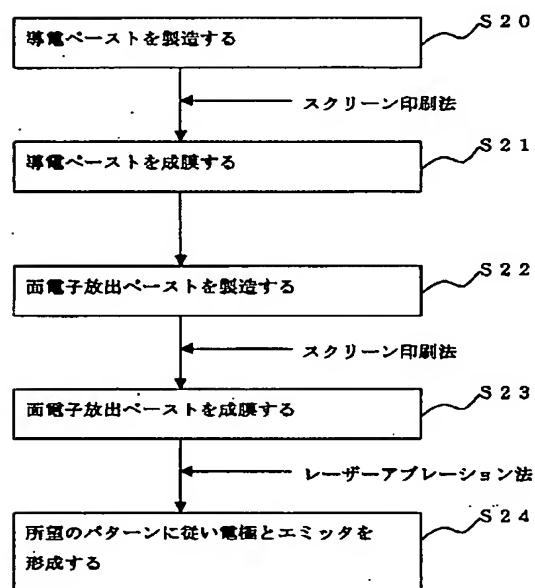 S20
導電ペーストを製造する
スクリーン印刷法
S21
導電ペーストを成膜する
S22
面電子放出ペーストを製造する
スクリーン印刷法
S23
面電子放出ペーストを成膜する
レーザーアブレーション法
S24
所望のパターンに従い電極とエミッタを
形成する